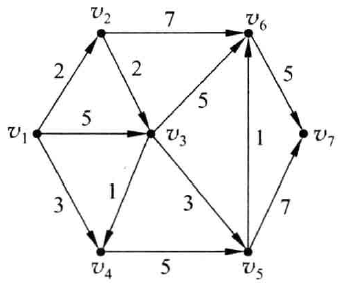 v₂ 7 v₆
2 2 5 5
v₁ 5 v₃ v₇
3 1 3 1 7
v₄ 5 v₅